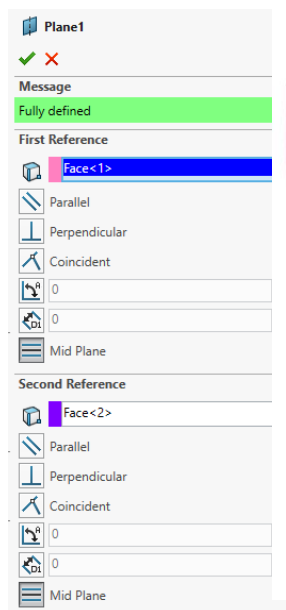 Plane1
Message
Fully defined
First Reference
Face<1>
Parallel
Perpendicular
Coincident
0
0
Mid Plane
Second Reference
Face<2>
Parallel
Perpendicular
Coincident
0
0
Mid Plane